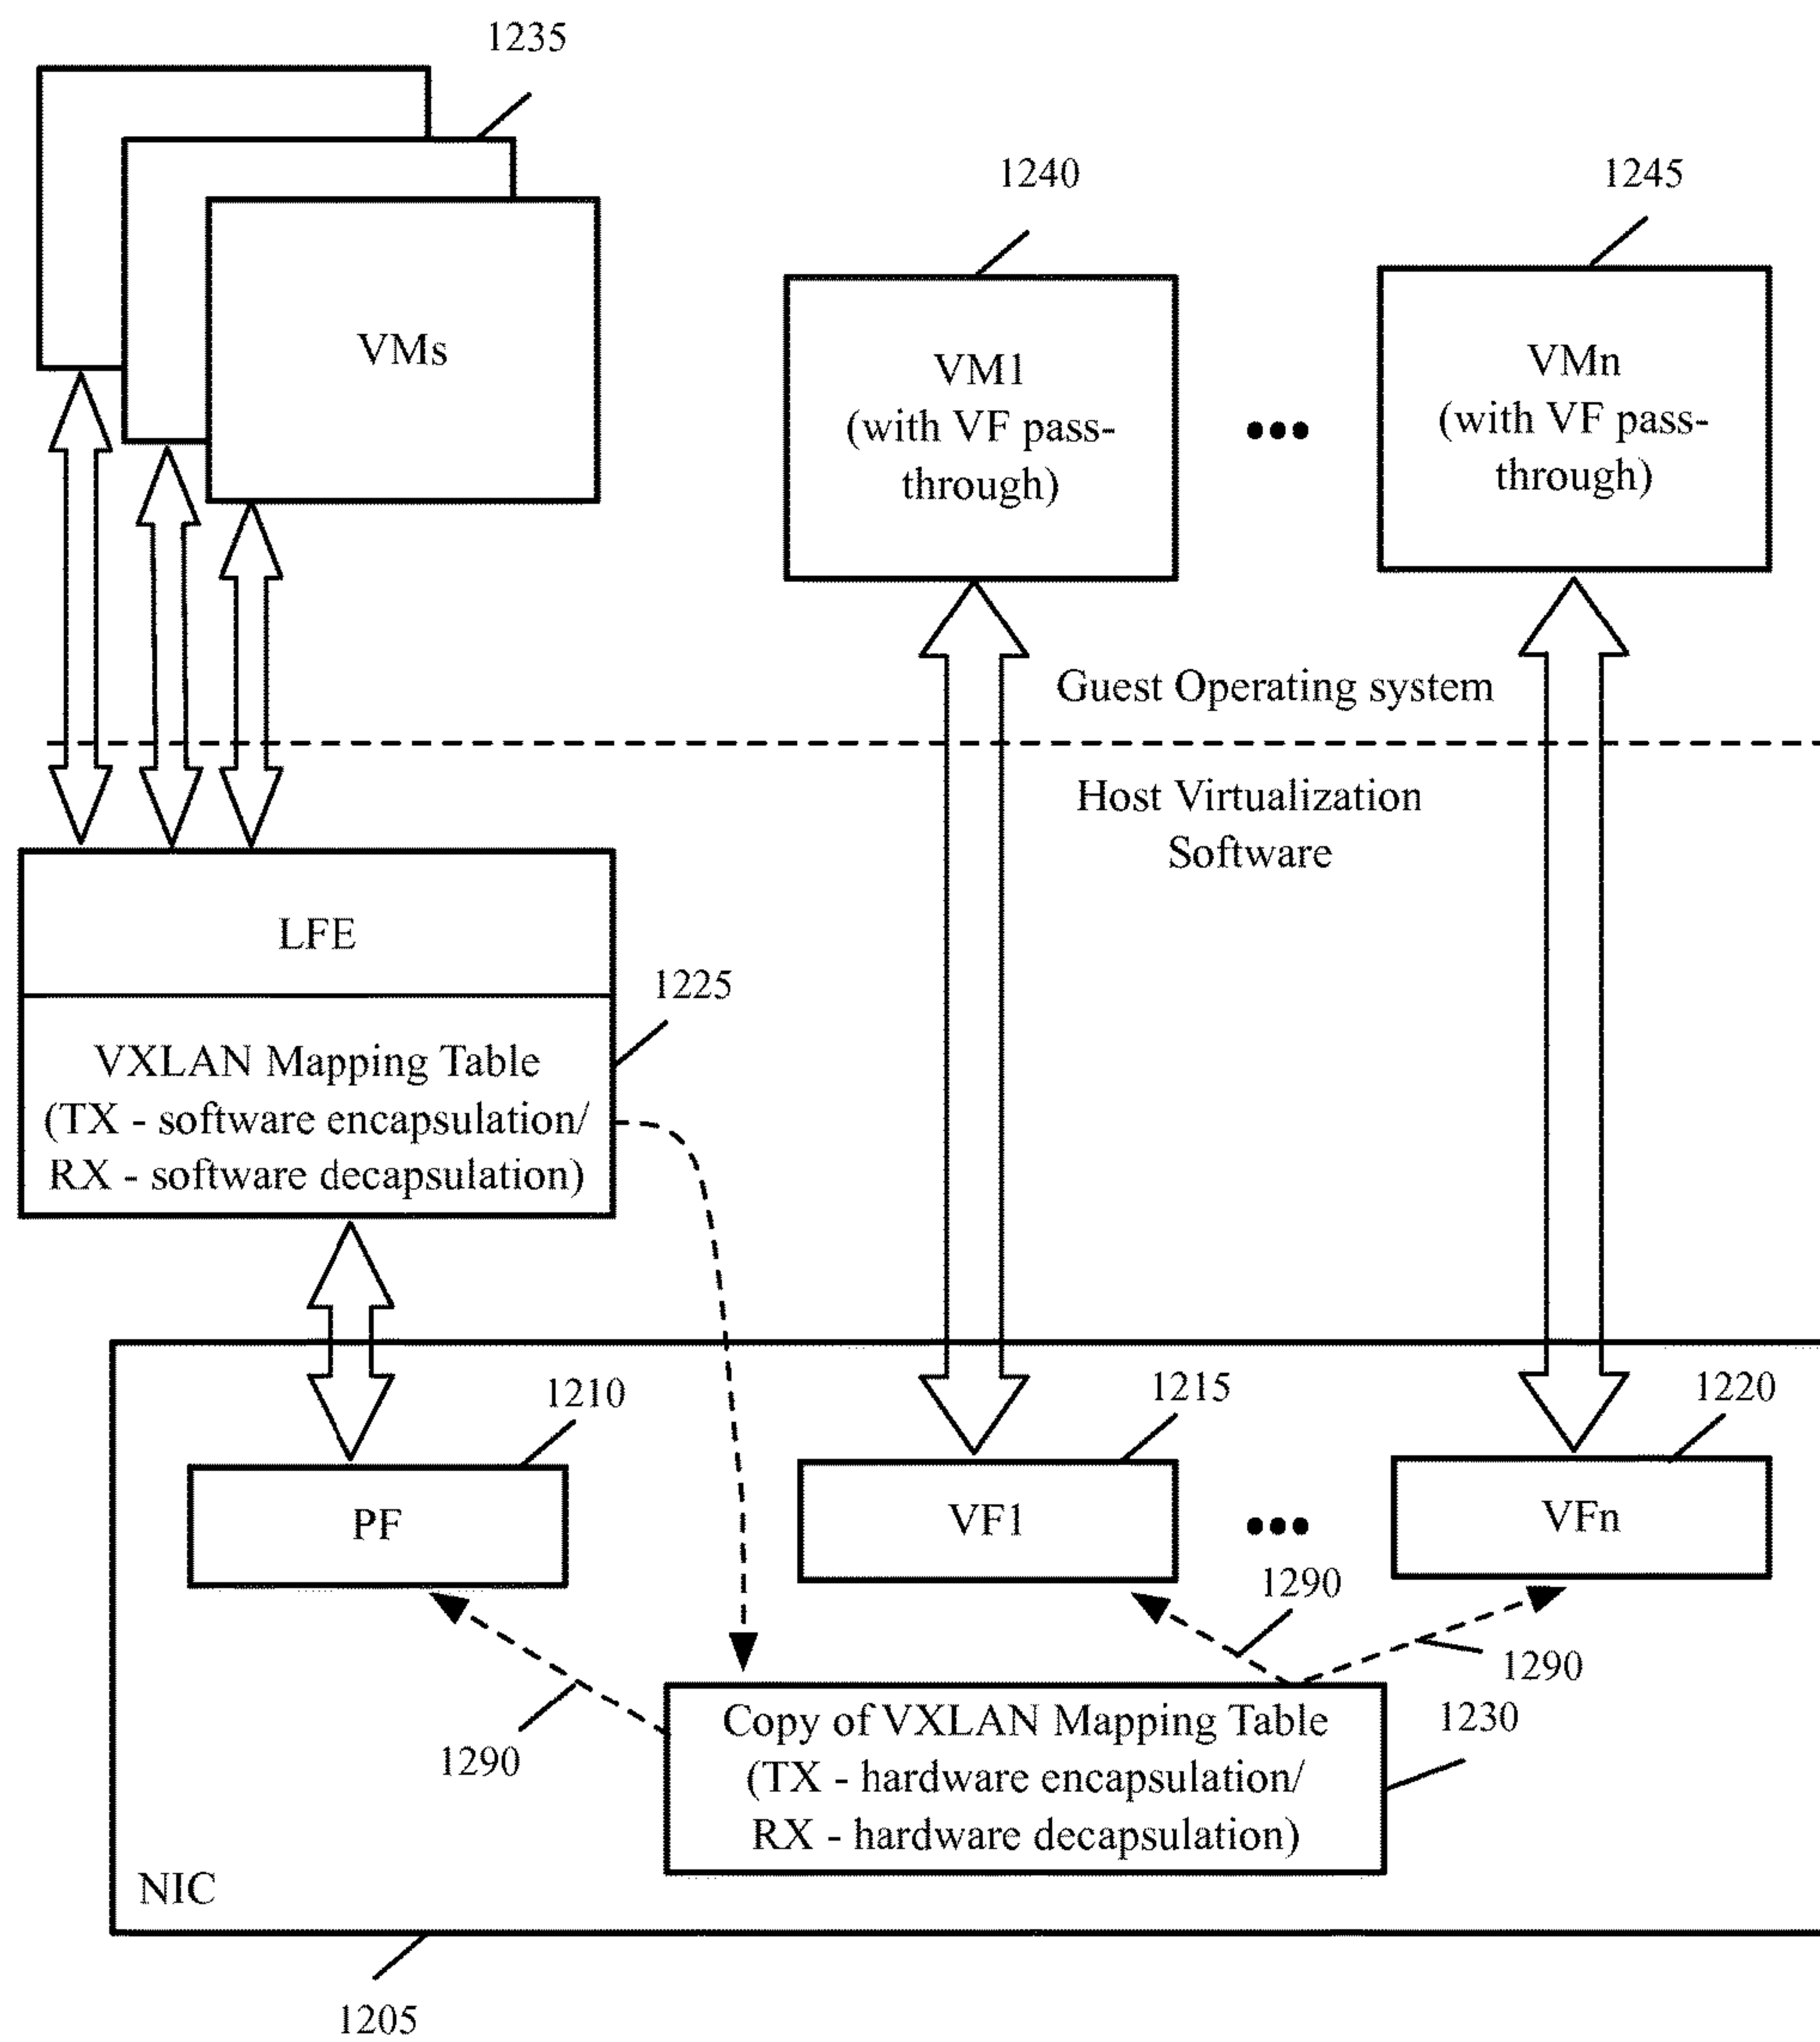 1235
1240
1245
VMs
VM1
(with VF pass-
through)
•••
VMn
(with VF pass-
through)
Guest Operating system
Host Virtualization
Software
LFE
1225
VXLAN Mapping Table
(TX - software encapsulation/
RX - software decapsulation)
1210
1215
1220
PF
VF1
•••
VFn
1290
1290
1290
Copy of VXLAN Mapping Table
(TX - hardware encapsulation/
RX - hardware decapsulation)
1230
NIC
1205